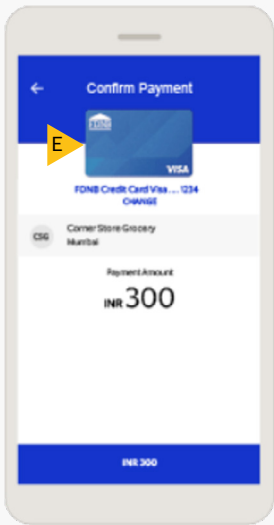 Confirm Payment
E
VISA
FDNB Credit Card Visa.... 1234
CHANGE
CSG
Corner Store Grocery
Mumbai
Payment Amount
INR 300
INR 300